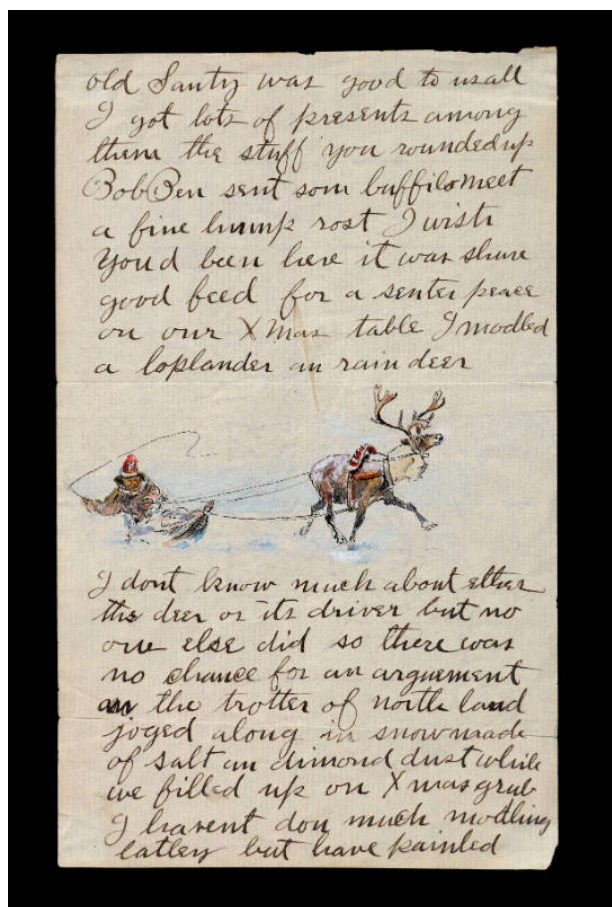 old Santy was good to us all
I got lots of presents among
them the stuff you rounded up
Bob Ben sent som buffilo meet
a fine hump rost I wish
you d been here it was shure
good feed for a senter peace
on our X Mas table I modled
a loplander an rain deer
I dont know much about ether
the deer or its driver but no
one else did so there was
no chance for an arguement
an the trotter of north land
joged along in snow made
of salt an dimond dust while
we filled up on X mas grub
I havent don much modling
latley but have painted